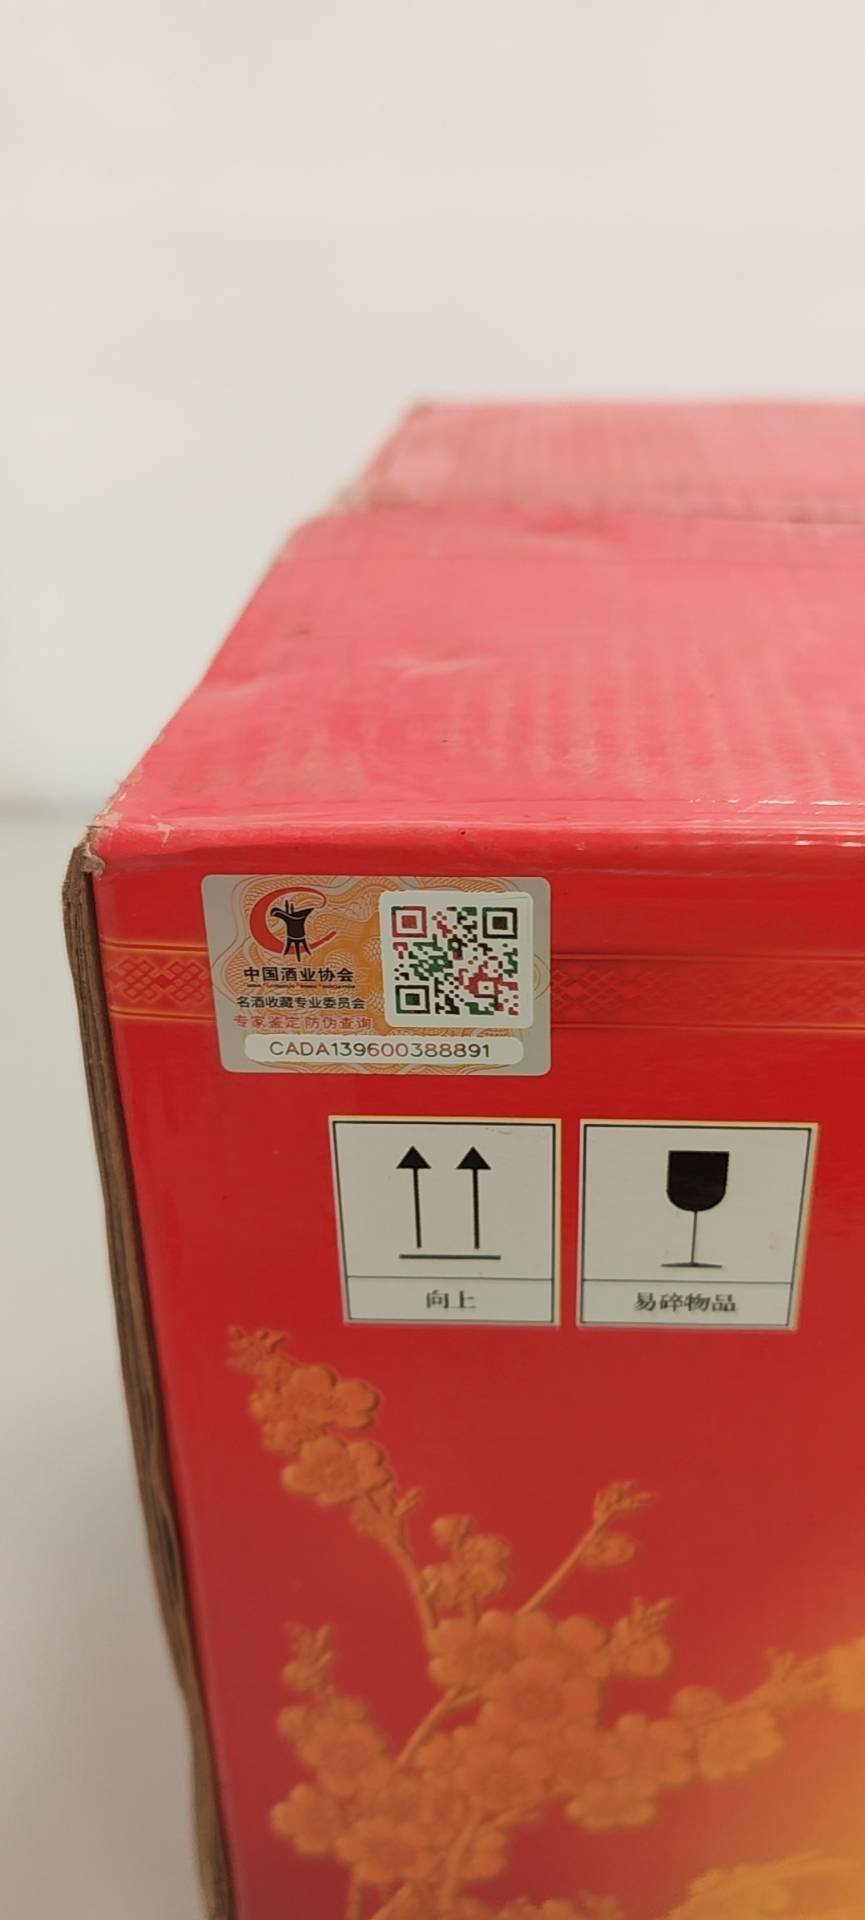 中国酒业协会
名酒收藏专业委员会
专家鉴定 防伪查询
CADA139600388891
向上
易碎物品